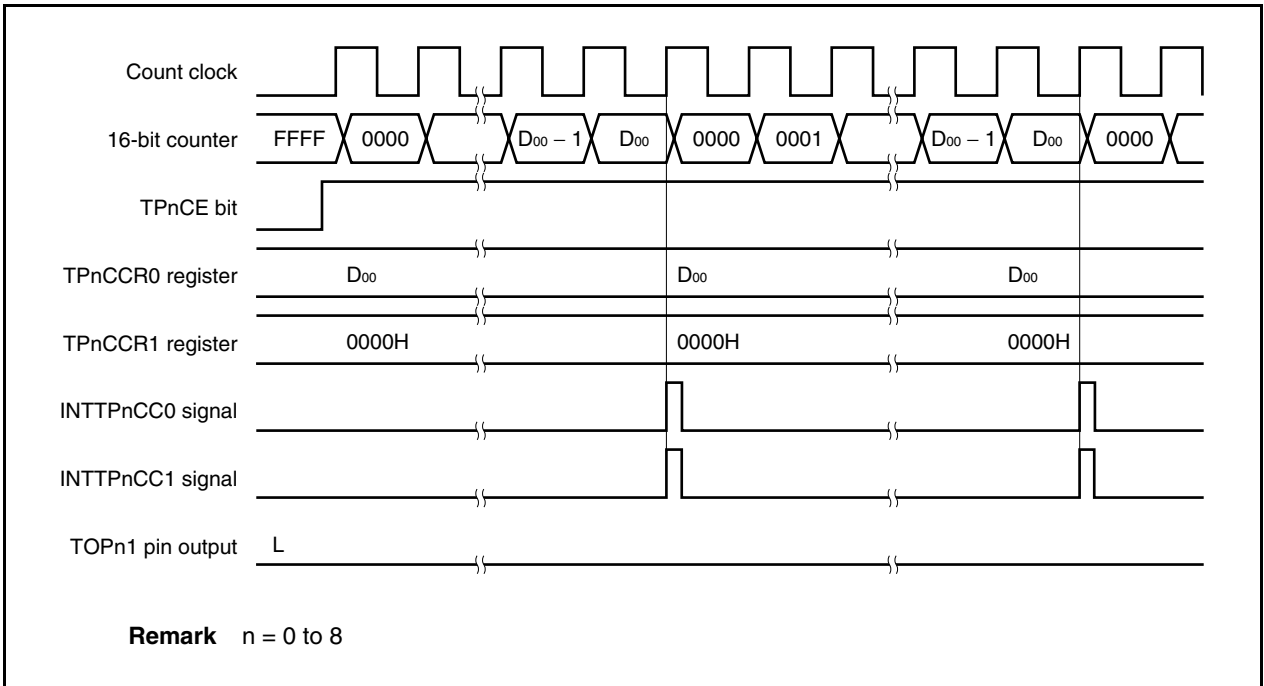 Count clock
16-bit counter FFFF 0000 D00 − 1 D00 0000 0001 D00 − 1 D00 0000
TPnCE bit
TPnCCR0 register D00 D00 D00
TPnCCR1 register 0000H 0000H 0000H
INTTPnCC0 signal
INTTPnCC1 signal
TOPn1 pin output L
Remark n = 0 to 8